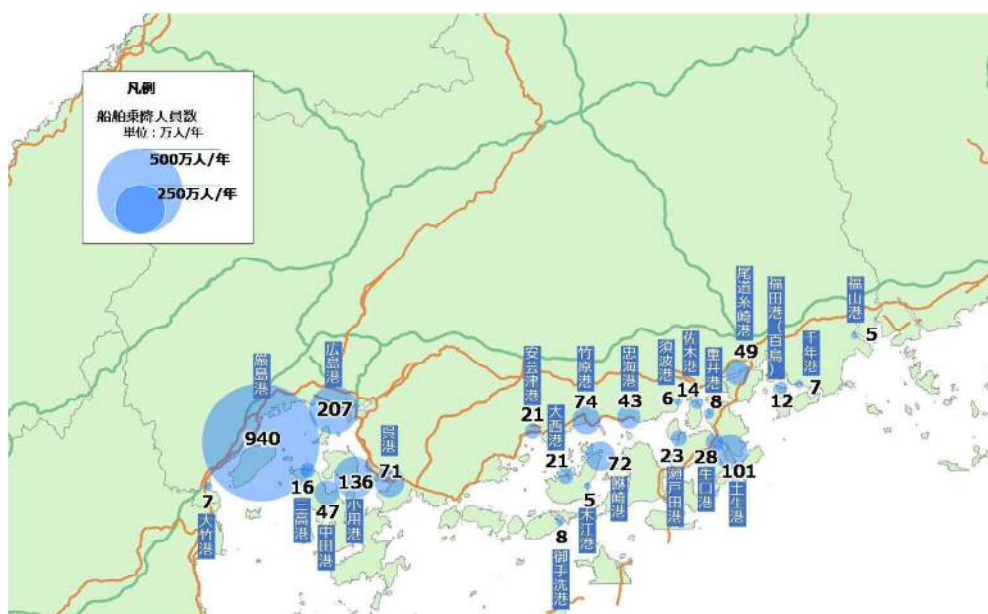 凡例
船舶乗降人員数
単位：万人/年
500万人/年
250万人/年
厳島港
940
広島港
207
大竹港
7
三高港
16
中田港
47
小用港
136
呉港
71
安芸津港
21
大西港
21
竹原港
74
忠海港
43
72
木江港
5
御手洗港
8
須波港
6
佐木港
14
重井港
8
瀬戸田港
23
生口港
28
土生港
101
尾道糸崎港
49
福田港(百島)
12
千年港
7
福山港
5